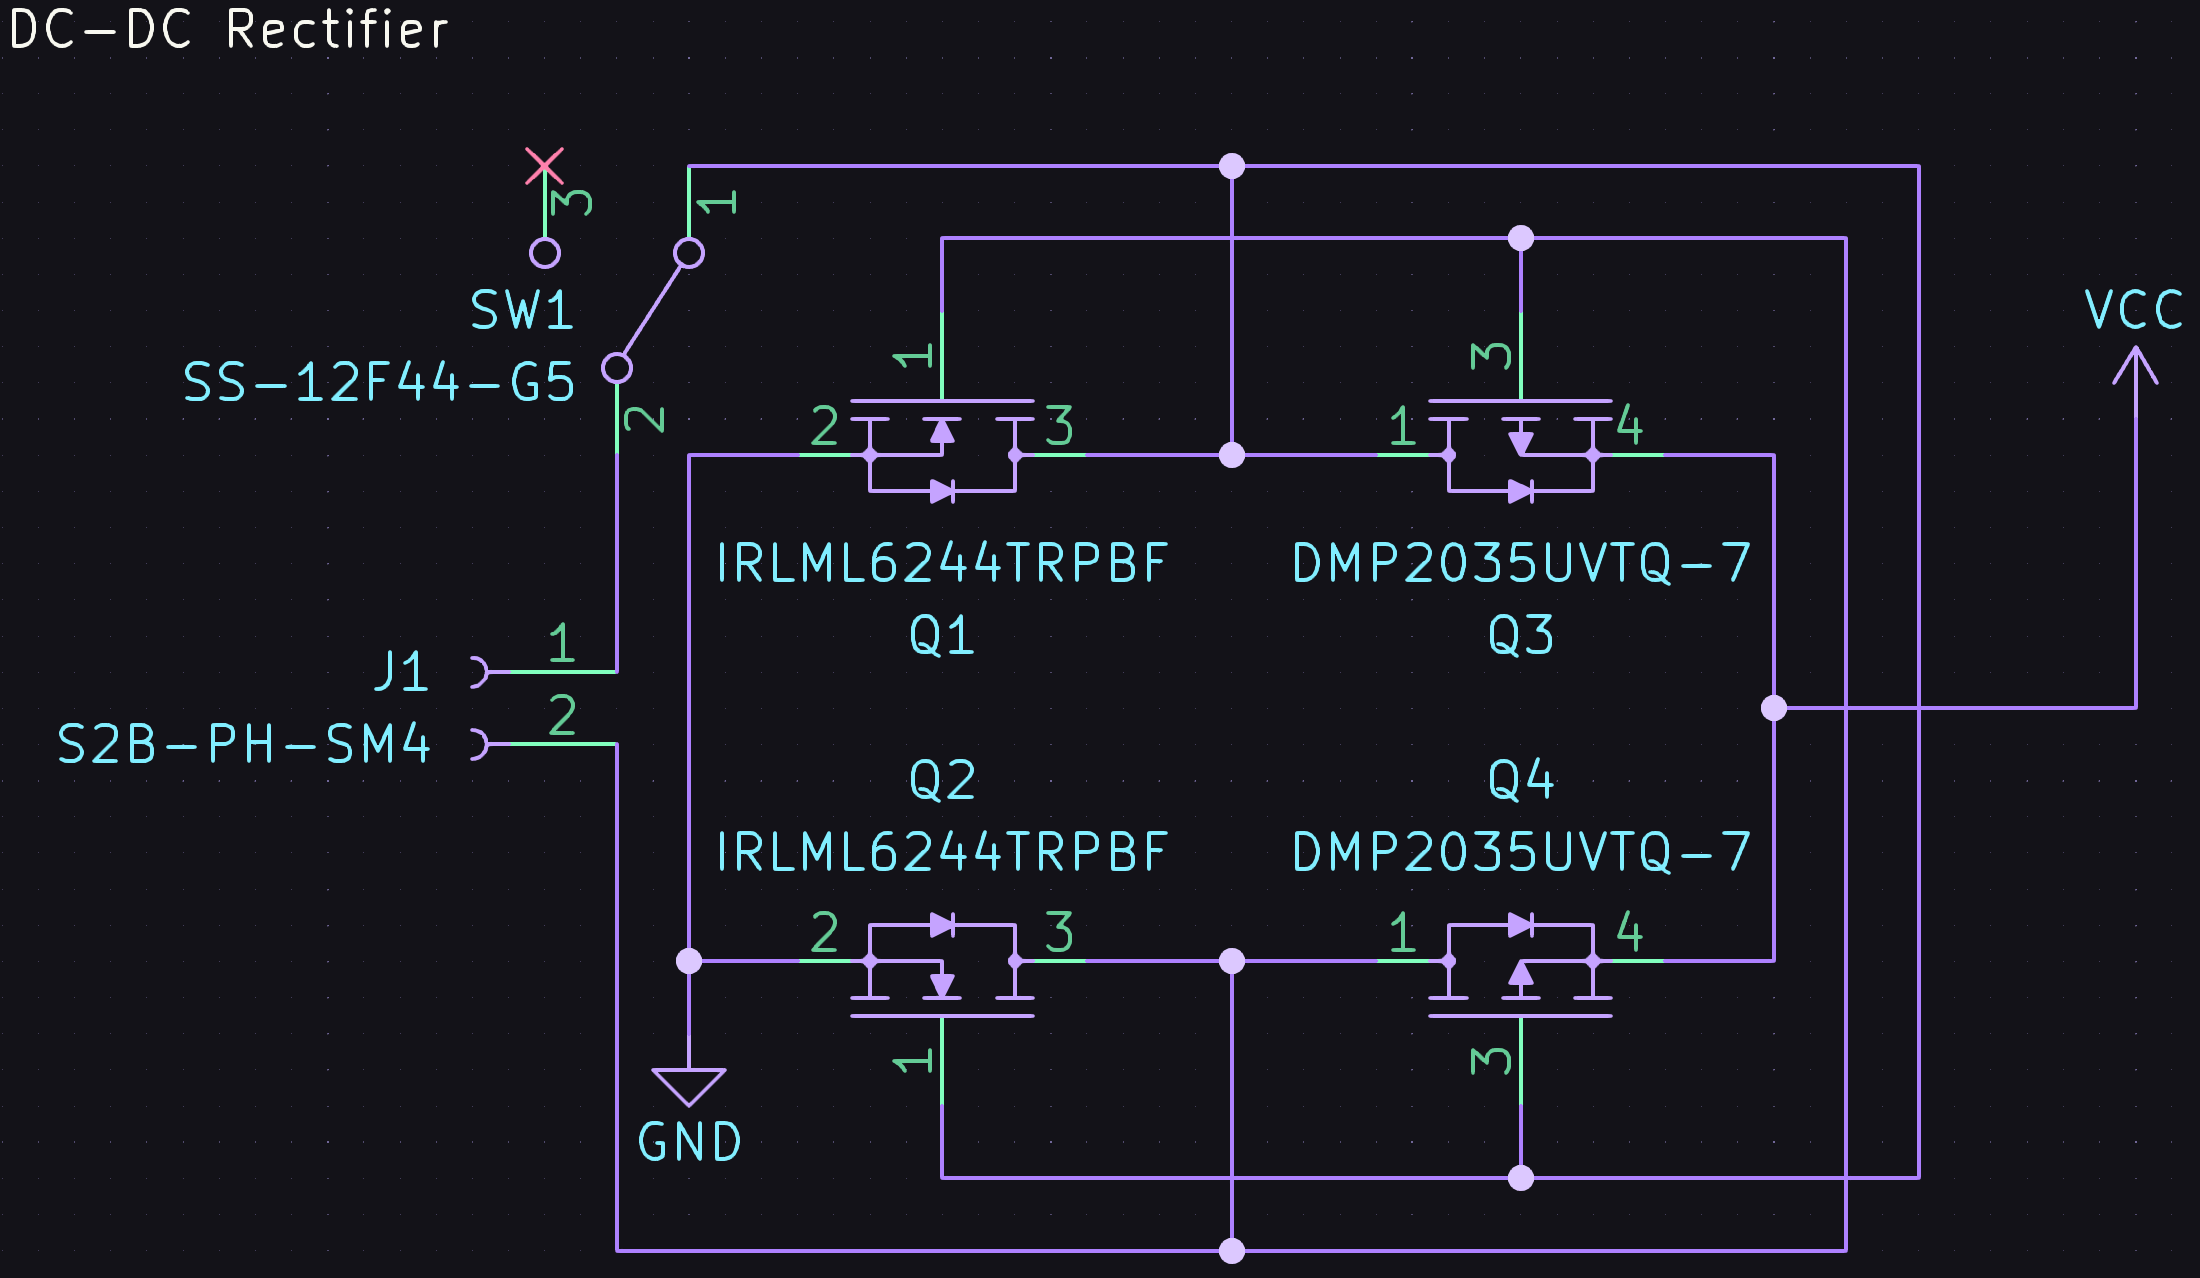 DC-DC Rectifier
3
1
SW1
SS-12F44-G5
2
VCC
1
3
2
3
1
4
IRLML6244TRPBF
DMP2035UVTQ-7
Q1
Q3
1
J1
2
S2B-PH-SM4
Q2
Q4
IRLML6244TRPBF
DMP2035UVTQ-7
2
3
1
4
1
3
GND